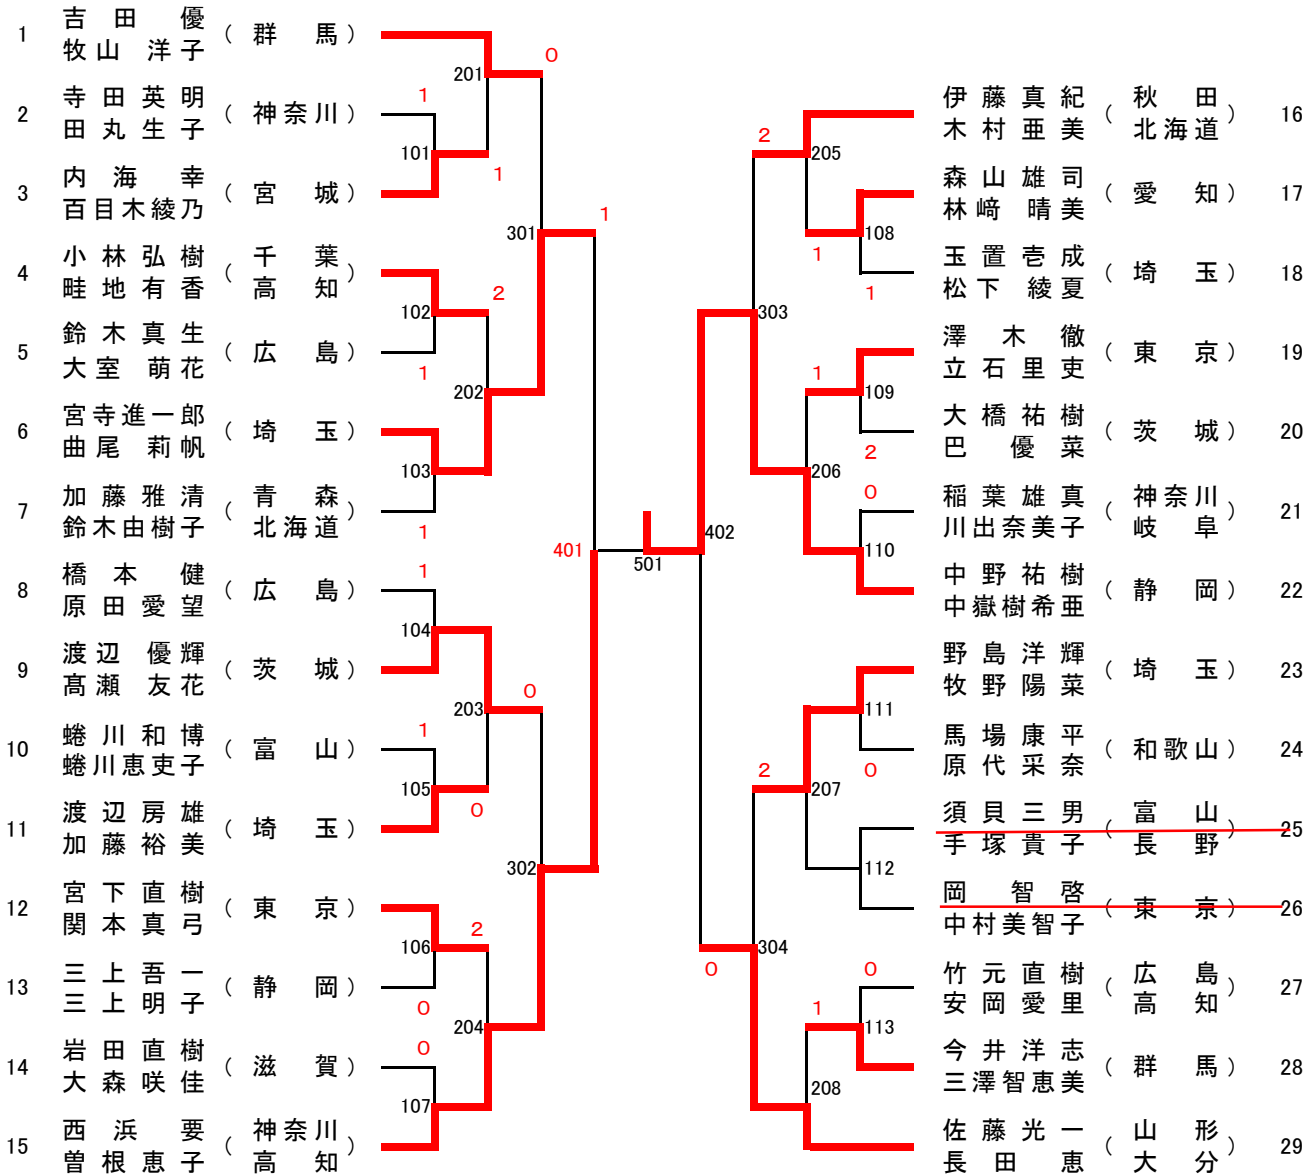 1 吉田 優 (群 馬)
牧山 洋子
2 寺田英明 (神奈川)
田丸生子
3 内海 幸 (宮 城)
百目木綾乃
4 小林弘樹 (千 葉
畦地有香 高 知)
5 鈴木真生 (広 島)
大室 萌花
6 宮寺進一郎 (埼 玉)
曲尾 莉帆
7 加藤雅清 (青 森
鈴木由樹子 北海道)
8 橋本 健 (広 島)
原田愛望
9 渡辺 優輝 (茨 城)
髙瀬 友花
10 蜷川和博 (富 山)
蜷川恵吏子
11 渡辺房雄 (埼 玉)
加藤裕美
12 宮下直樹 (東 京)
関本真弓
13 三上吾一 (静 岡)
三上明子
14 岩田直樹 (滋 賀)
大森咲佳
15 西浜 要 (神奈川
曽根恵子 高 知)
201
0
1
101
1
301
1
102
2
1
202
103
1
401
1
104
203
0
1
105
0
302
106
2
0
204
0
107
501
402
2
205
108
1
1
303
1
109
2
206
0
110
111
0
2
207
112
304
0
0
1
113
208
伊藤真紀 (秋 田 16
木村亜美 北海道)
森山雄司 (愛 知) 17
林﨑 晴美
玉置壱成 (埼 玉) 18
松下 綾夏
澤木 徹 (東 京) 19
立石里吏
大橋祐樹 (茨 城) 20
巴 優菜
稲葉雄真 (神奈川 21
川出奈美子 岐 阜)
中野祐樹 (静 岡) 22
中嶽樹希亜
野島洋輝 (埼 玉) 23
牧野陽菜
馬場康平 (和歌山) 24
原代采奈
須貝三男 (富 山 25
手塚貴子 長 野)
岡 智啓 (東 京) 26
中村美智子
竹元直樹 (広 島 27
安岡愛里 高 知)
今井洋志 (群 馬) 28
三澤智恵美
佐藤光一 (山 形 29
長田 恵 大 分)